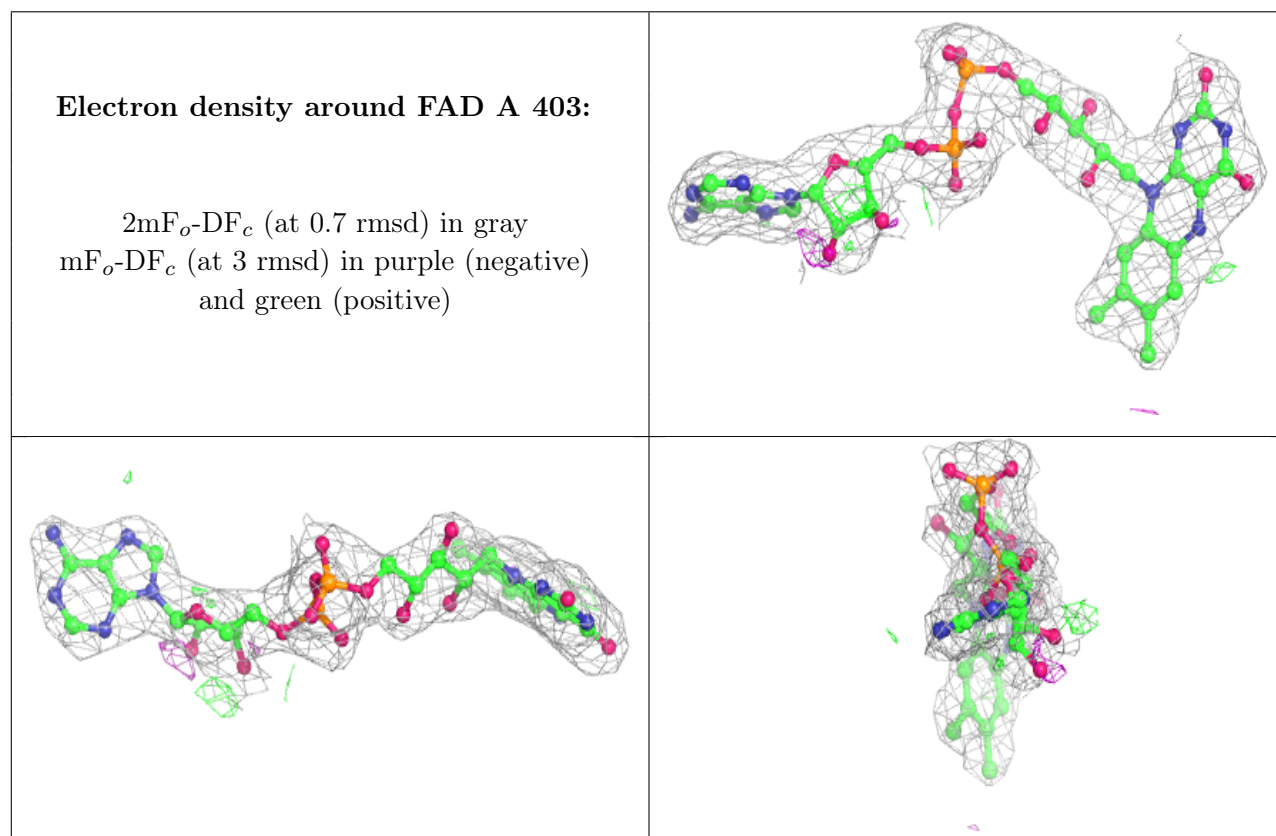 Electron density around FAD A 403:
2mFo-DFc (at 0.7 rmsd) in gray
mFo-DFc (at 3 rmsd) in purple (negative)
and green (positive)